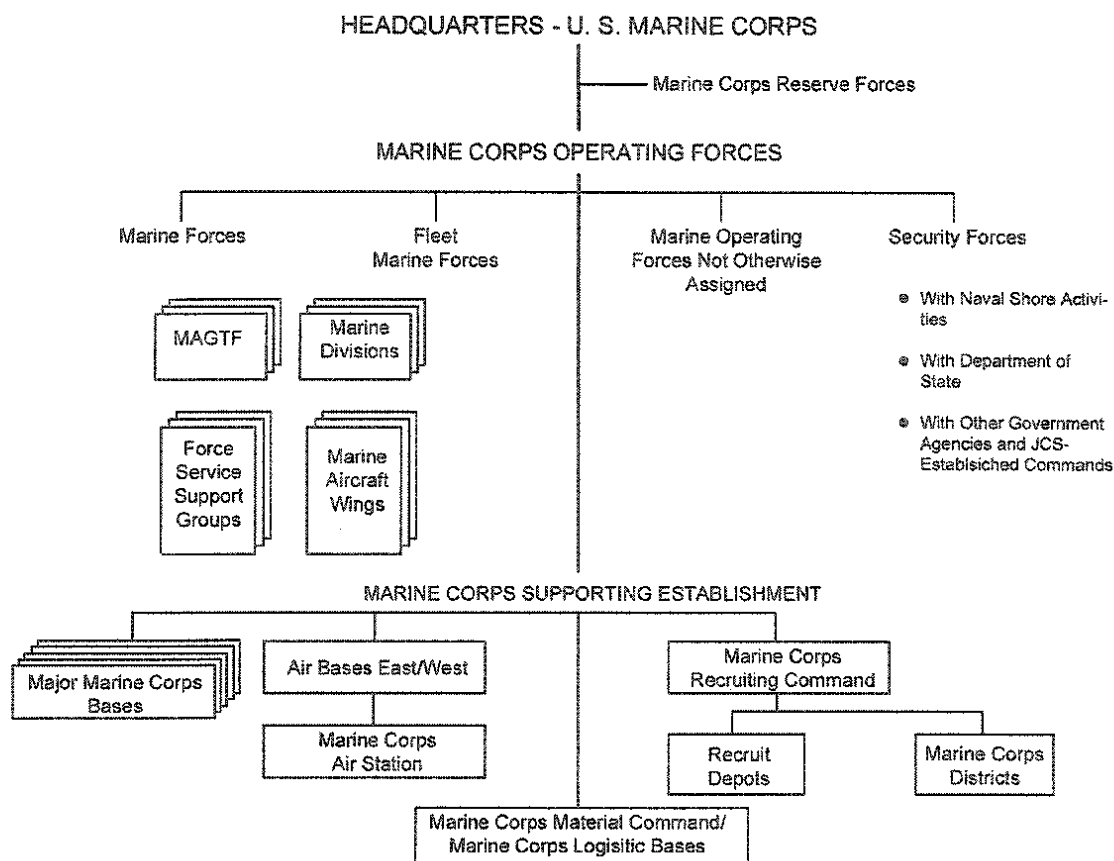 HEADQUARTERS - U. S. MARINE CORPS
Marine Corps Reserve Forces
MARINE CORPS OPERATING FORCES
Marine Forces
Fleet
Marine Forces
Marine Operating
Forces Not Otherwise
Assigned
Security Forces
MAGTF
Marine
Divisions
With Naval Shore Activi-
ties
With Department of
State
With Other Government
Agencies and JCS-
Establsiched Commands
Force
Service
Support
Groups
Marine
Aircraft
Wings
MARINE CORPS SUPPORTING ESTABLISHMENT
Major Marine Corps
Bases
Air Bases East/West
Marine Corps
Air Station
Marine Corps
Recruiting Command
Recruit
Depots
Marine Corps
Districts
Marine Corps Material Command/
Marine Corps Logisitic Bases